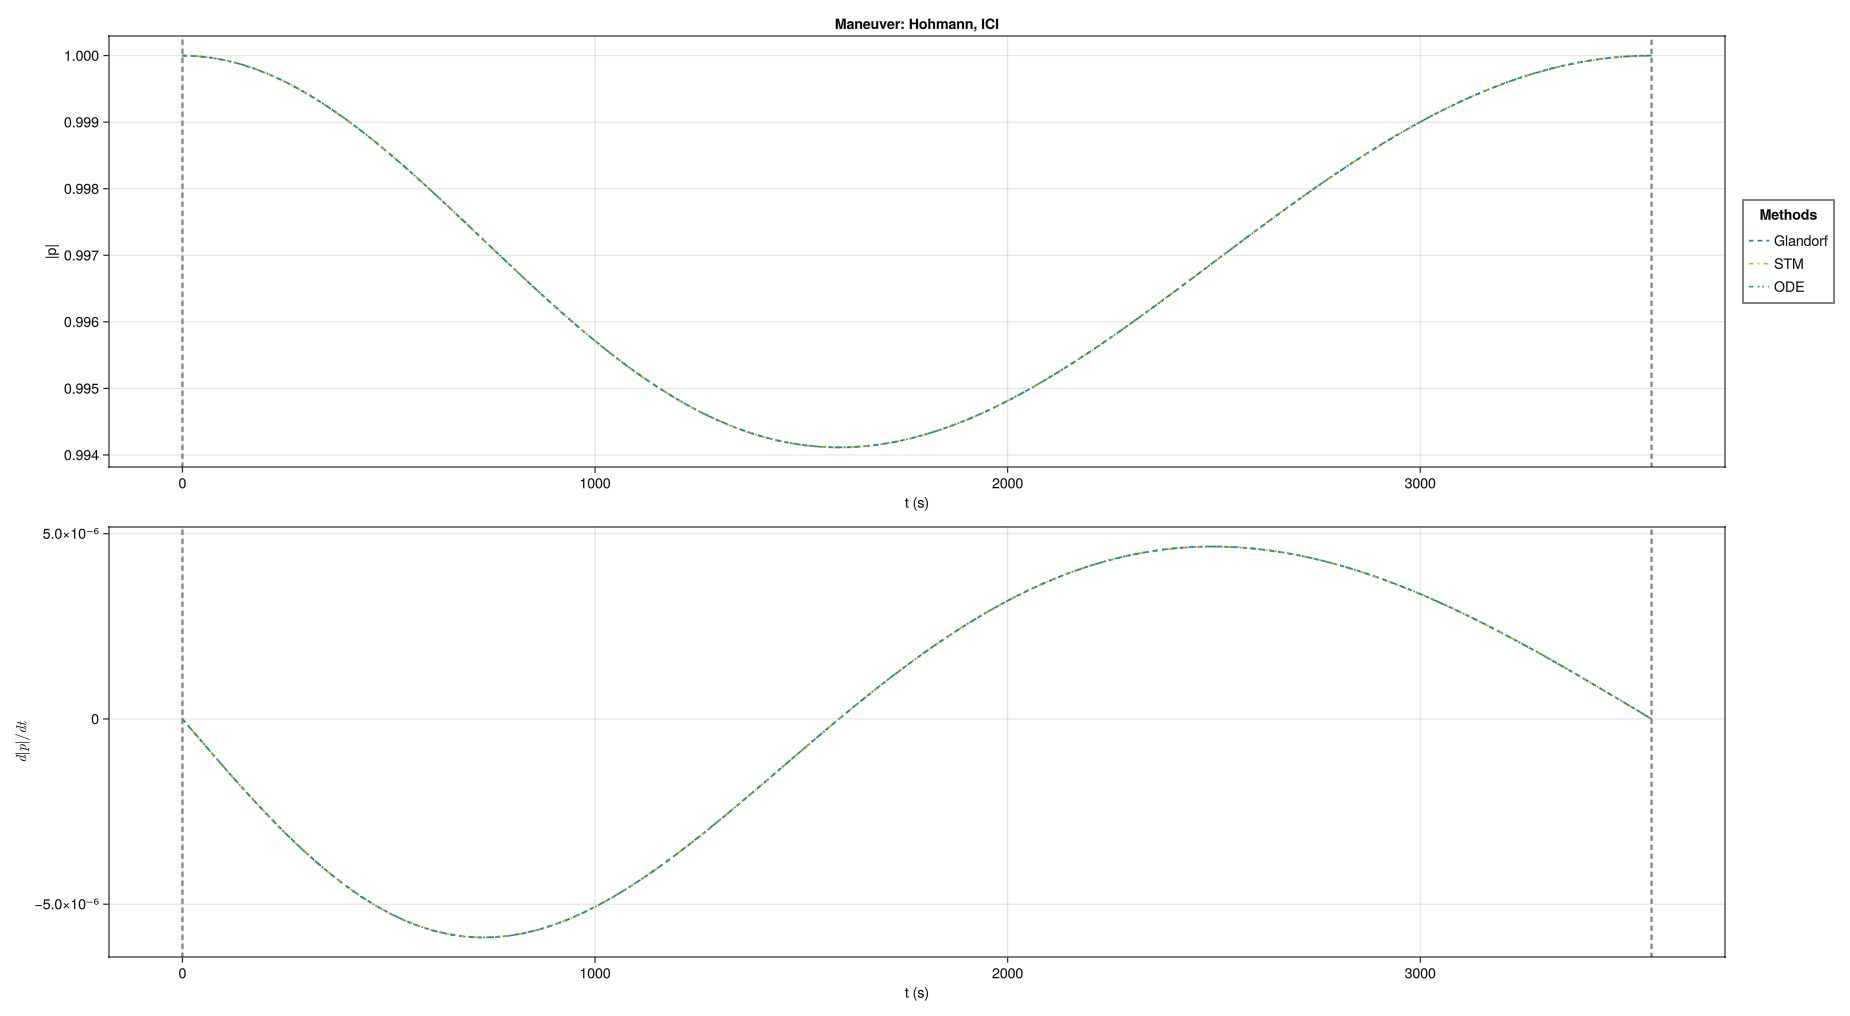 Maneuver: Hohmann, ICI
1.000
0.999
0.998
0.997
0.996
0.995
0.994
|p|
0 1000 2000 3000
t (s)
Methods
Glandorf
STM
ODE
5.0×10⁻⁶
0
−5.0×10⁻⁶
d|p|/dt
0 1000 2000 3000
t (s)